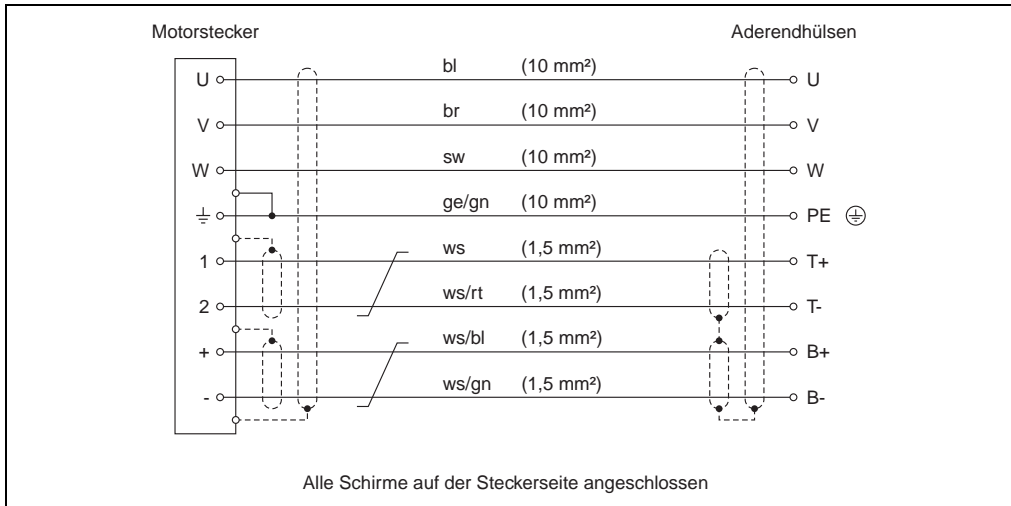 Motorstecker Aderendhülsen
U bl (10 mm²) U
V br (10 mm²) V
W sw (10 mm²) W
ge/gn (10 mm²) PE
1 ws (1,5 mm²) T+
2 ws/rt (1,5 mm²) T-
+ ws/bl (1,5 mm²) B+
- ws/gn (1,5 mm²) B-
Alle Schirme auf der Steckerseite angeschlossen